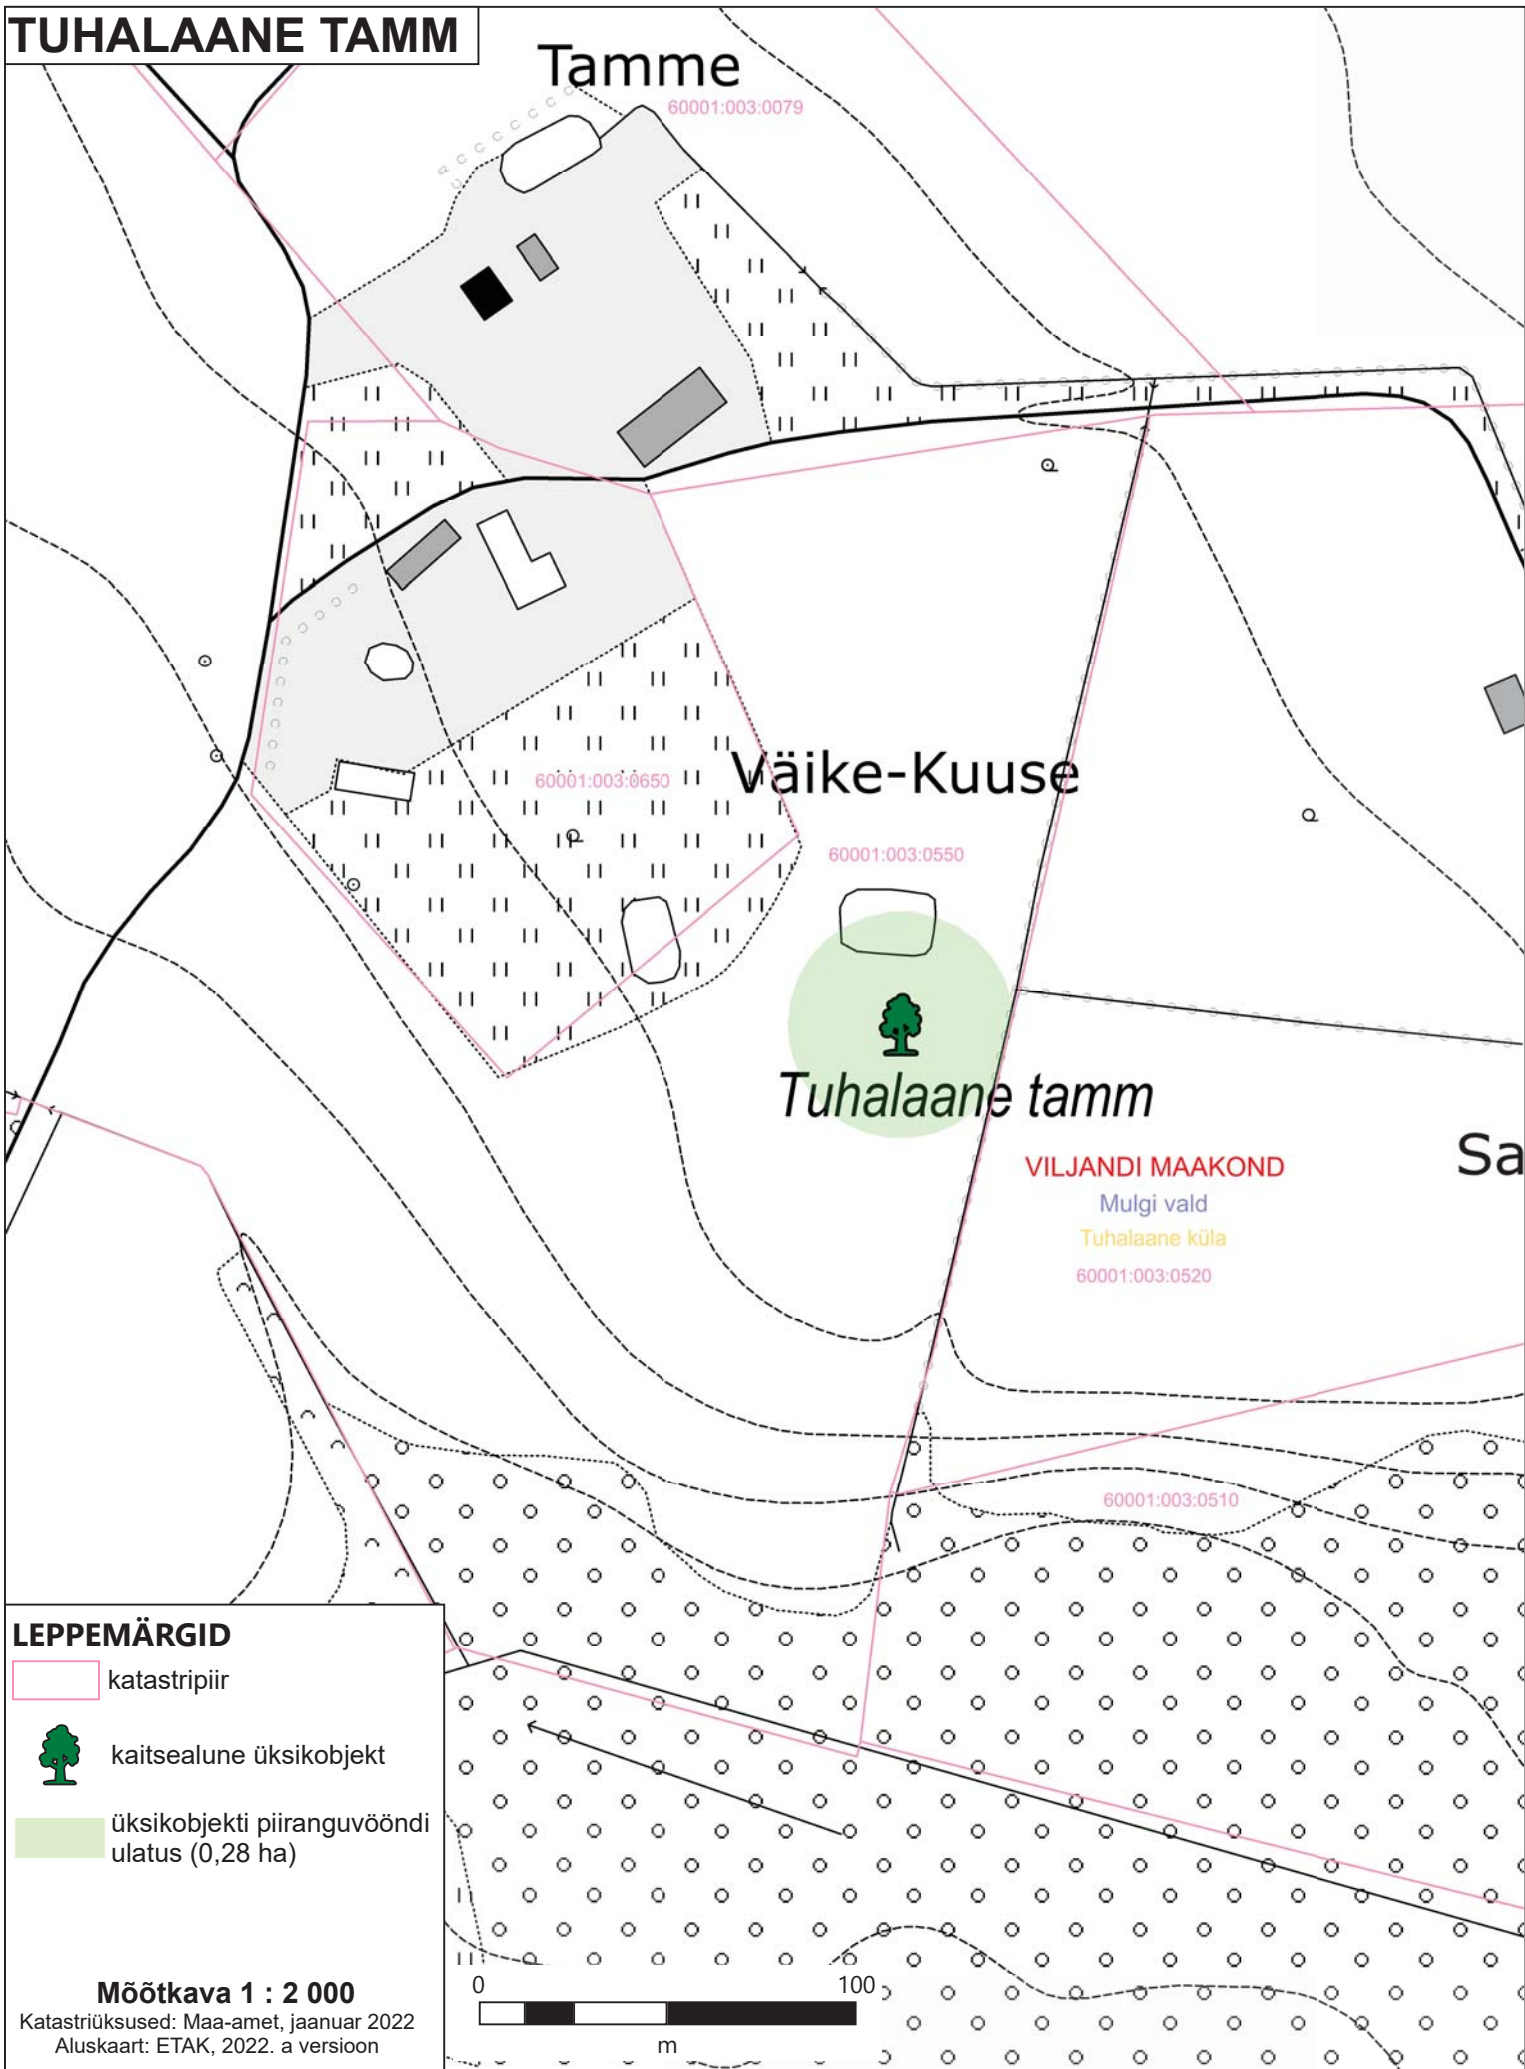 TUHALAANE TAMM
Tamme
60001:003:0079
Väike-Kuuse
60001:003:0650
60001:003:0550
Tuhalaane tamm
VILJANDI MAAKOND
Sa
Mulgi vald
Tuhalaane küla
60001:003:0520
60001:003:0510
LEPPEMÄRGID
katastripiir
kaitsealune üksikobjekt
üksikobjekti piiranguvööndi
ulatus (0,28 ha)
Mõõtkava 1 : 2 000
Katastriüksused: Maa-amet, jaanuar 2022
Aluskaart: ETAK, 2022. a versioon
0 100
m